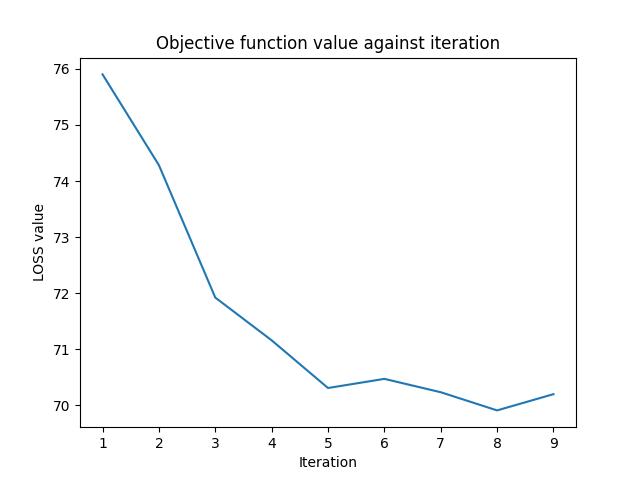 Objective function value against iteration
76
75
74
73
72
71
70
LOSS value
1 2 3 4 5 6 7 8 9
Iteration